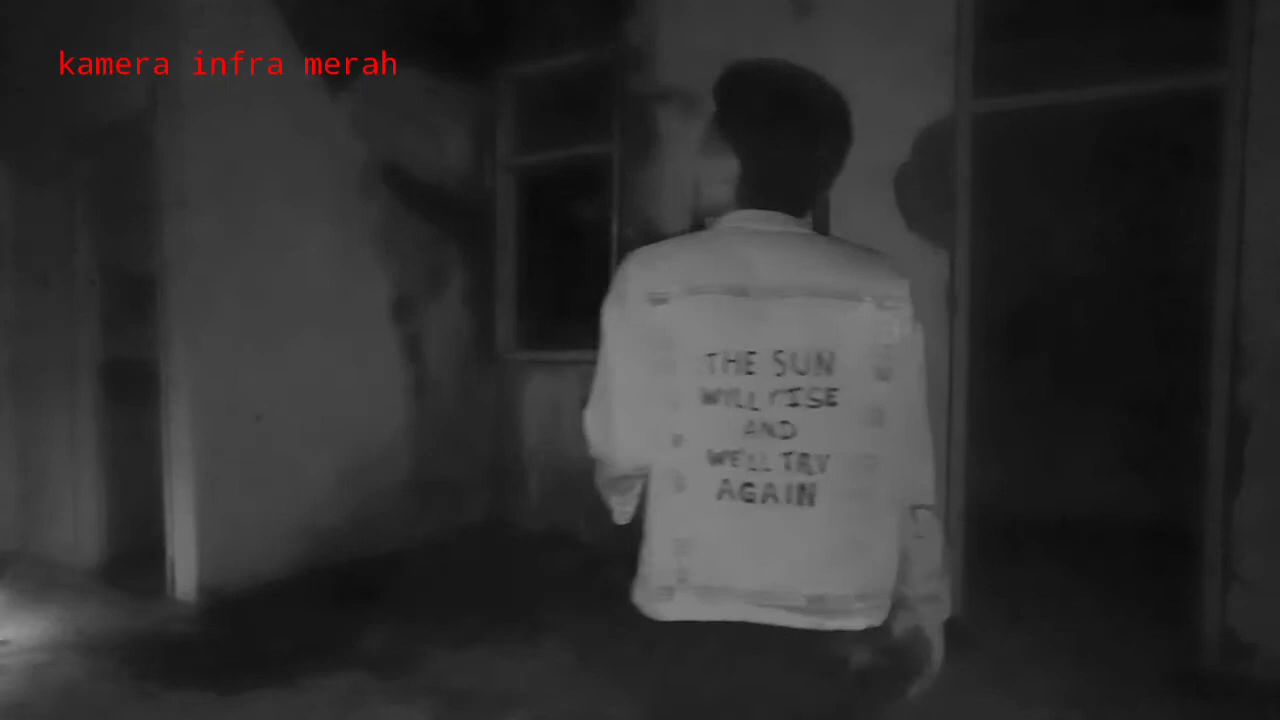 kamera infra merah
THE SUN
WILL rISE
AND
WE'LL TRY
AGAIN